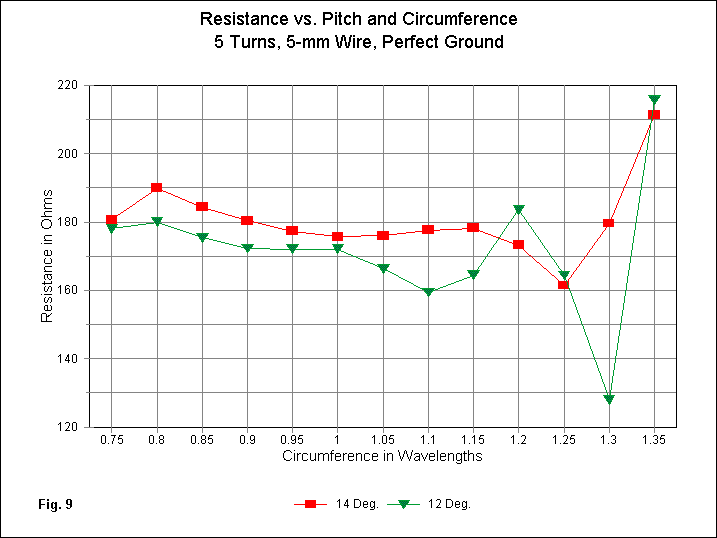 Resistance vs. Pitch and Circumference
5 Turns, 5-mm Wire, Perfect Ground
Resistance in Ohms
220
200
180
160
140
120
0.75 0.8 0.85 0.9 0.95 1 1.05 1.1 1.15 1.2 1.25 1.3 1.35
Circumference in Wavelengths
Fig. 9
14 Deg. 12 Deg.